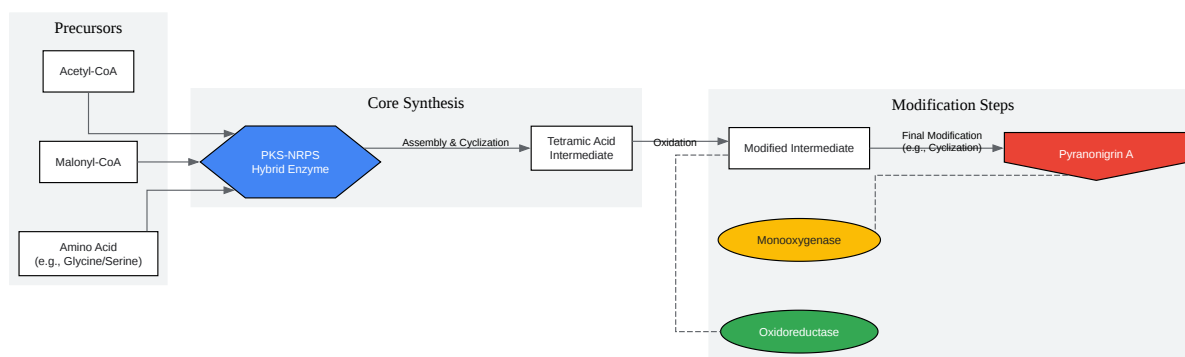 Precursors
Acetyl-CoA
Malonyl-CoA
Amino Acid
(e.g., Glycine/Serine)
Core Synthesis
PKS-NRPS
Hybrid Enzyme
Assembly & Cyclization
Tetramic Acid
Intermediate
Oxidation
Modification Steps
Modified Intermediate
Final Modification
(e.g., Cyclization)
Pyranonigrin A
Monooxygenase
Oxidoreductase